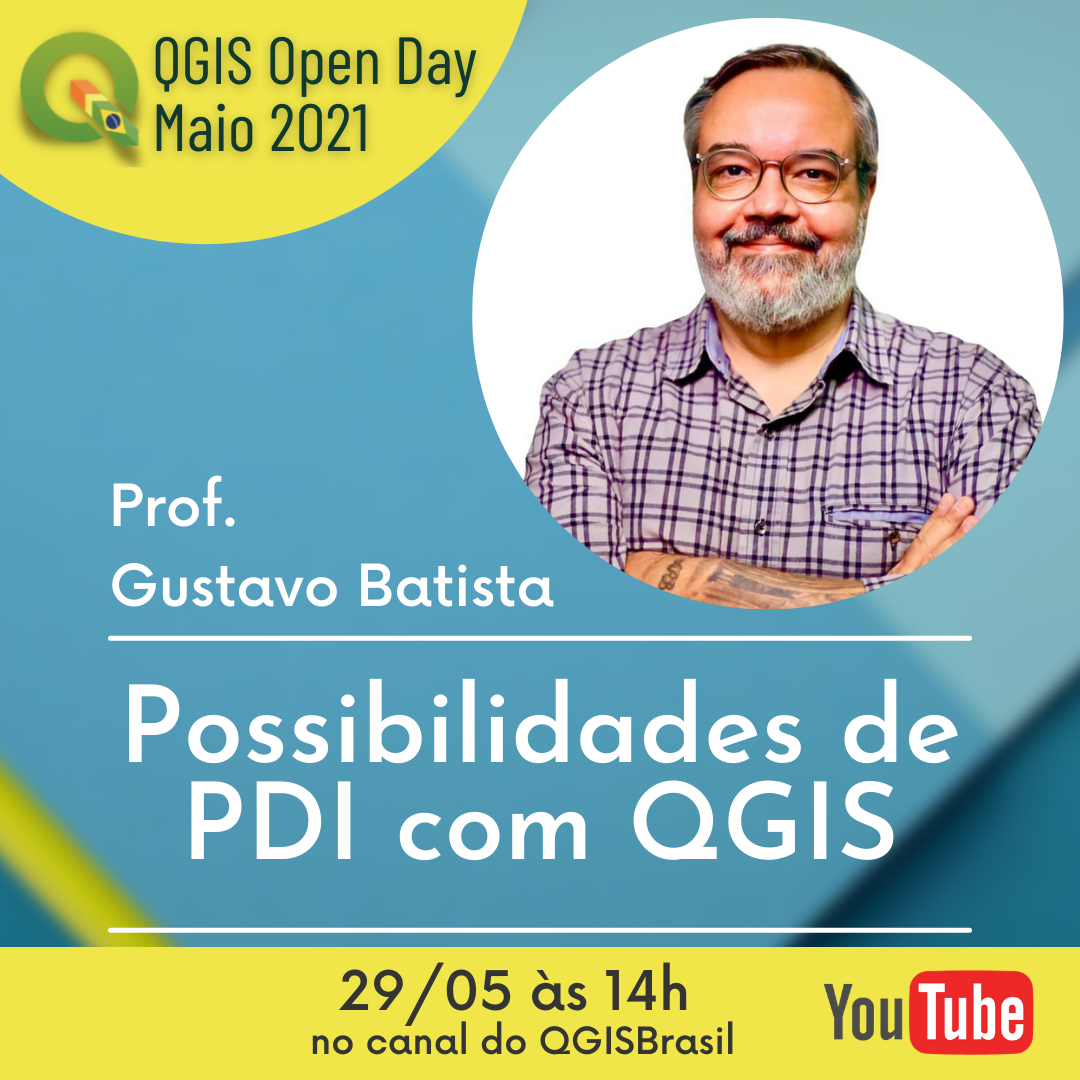 QGIS Open Day
Maio 2021
Prof.
Gustavo Batista
Possibilidades de
PDI com QGIS
29/05 às 14h
no canal do QGISBrasil
YouTube